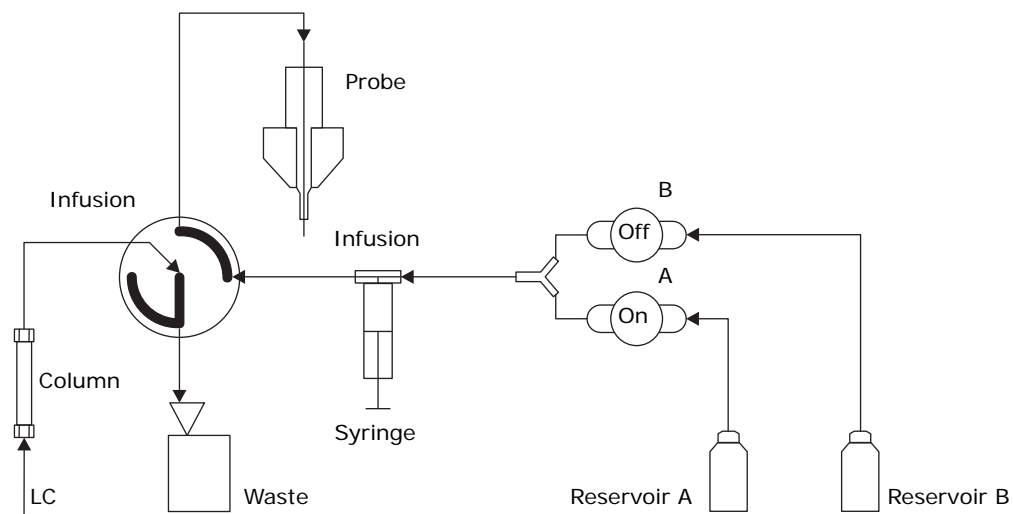 Probe
Infusion
B
Infusion
Off
A
On
Column
Syringe
LC
Waste
Reservoir A
Reservoir B